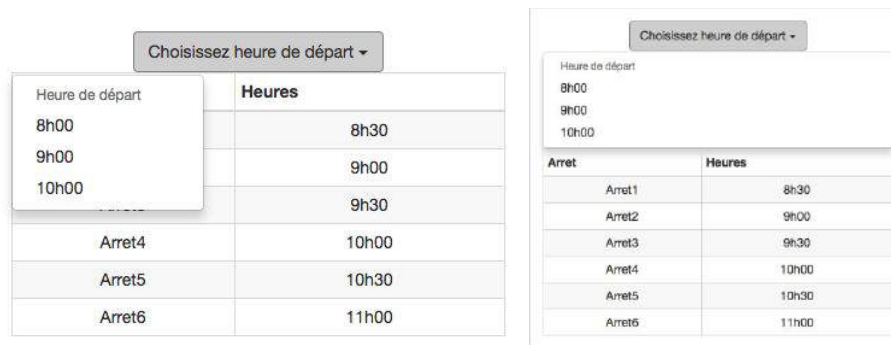 Choisissez heure de départ
Heures
Heure de départ
8h00
9h00
10h00
8h30
9h00
9h30
Arret4 10h00
Arret5 10h30
Arret6 11h00
Choisissez heure de départ
Heure de départ
8h00
9h00
10h00
Arret Heures
Arret1 8h30
Arret2 9h00
Arret3 9h30
Arret4 10h00
Arret5 10h30
Arret6 11h00